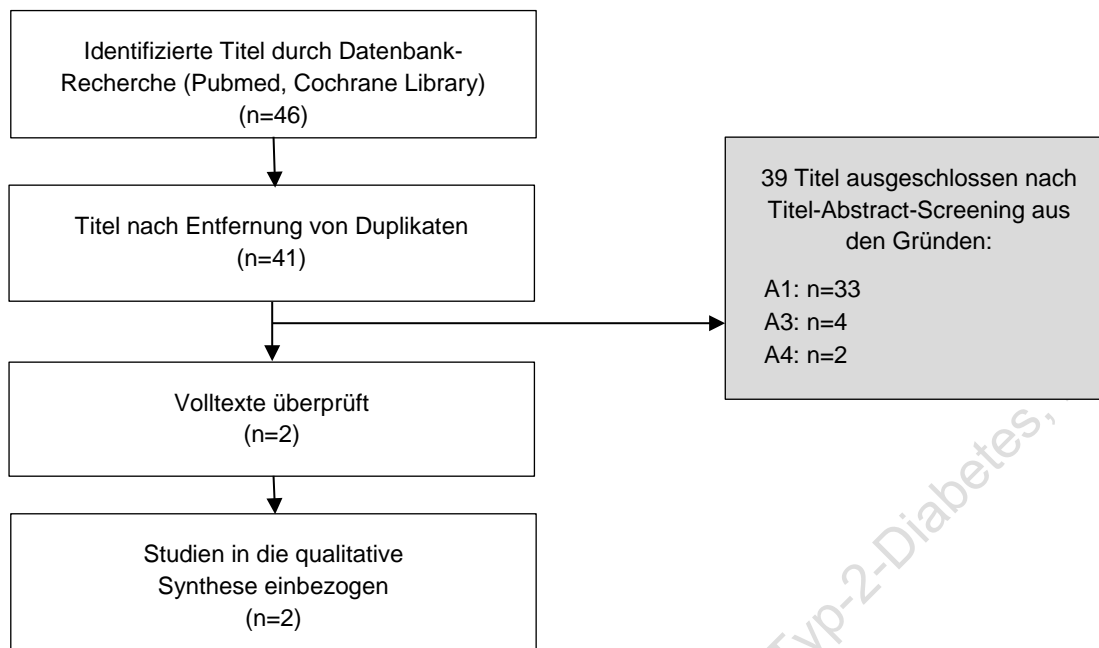 Identifizierte Titel durch Datenbank-
Recherche (Pubmed, Cochrane Library)
(n=46)
Titel nach Entfernung von Duplikaten
(n=41)
39 Titel ausgeschlossen nach
Titel-Abstract-Screening aus
den Gründen:
A1: n=33
A3: n=4
A4: n=2
Volltexte überprüft
(n=2)
Studien in die qualitative
Synthese einbezogen
(n=2)
Typ-2-Diabetes,